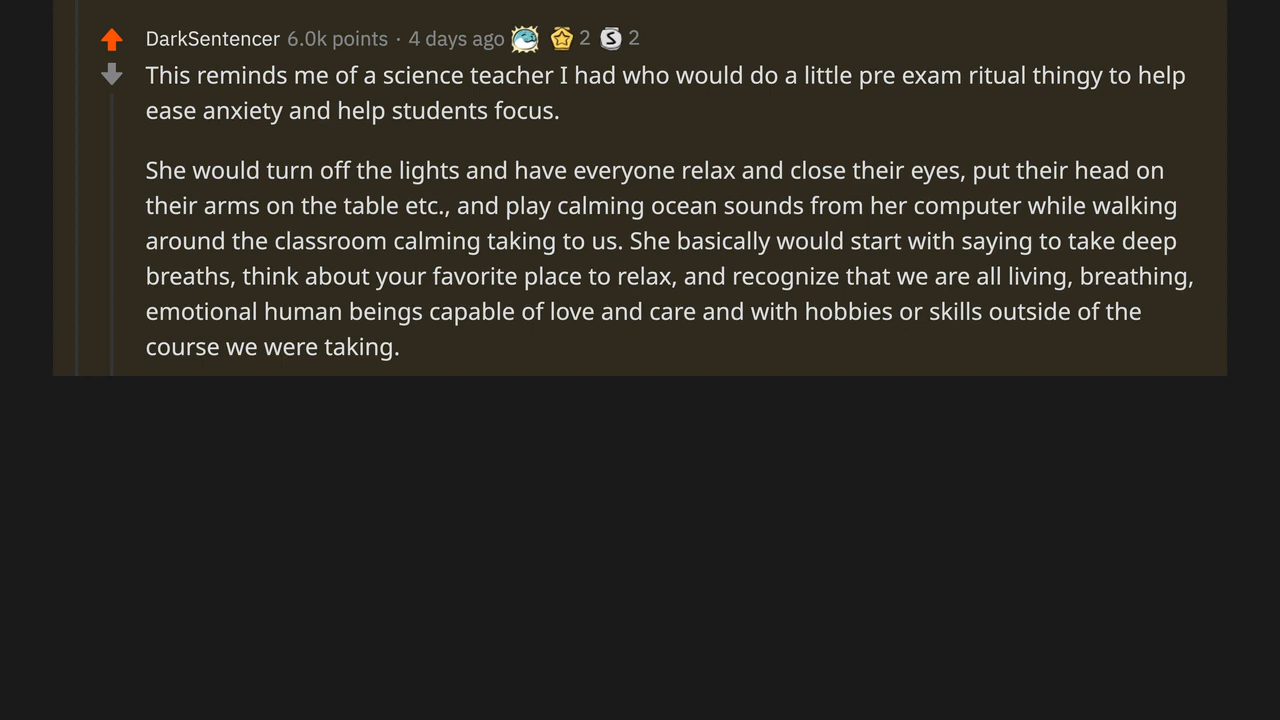 DarkSentencer 6.0k points · 4 days ago 2 S 2
This reminds me of a science teacher I had who would do a little pre exam ritual thingy to help
ease anxiety and help students focus.
She would turn off the lights and have everyone relax and close their eyes, put their head on
their arms on the table etc., and play calming ocean sounds from her computer while walking
around the classroom calming taking to us. She basically would start with saying to take deep
breaths, think about your favorite place to relax, and recognize that we are all living, breathing,
emotional human beings capable of love and care and with hobbies or skills outside of the
course we were taking.